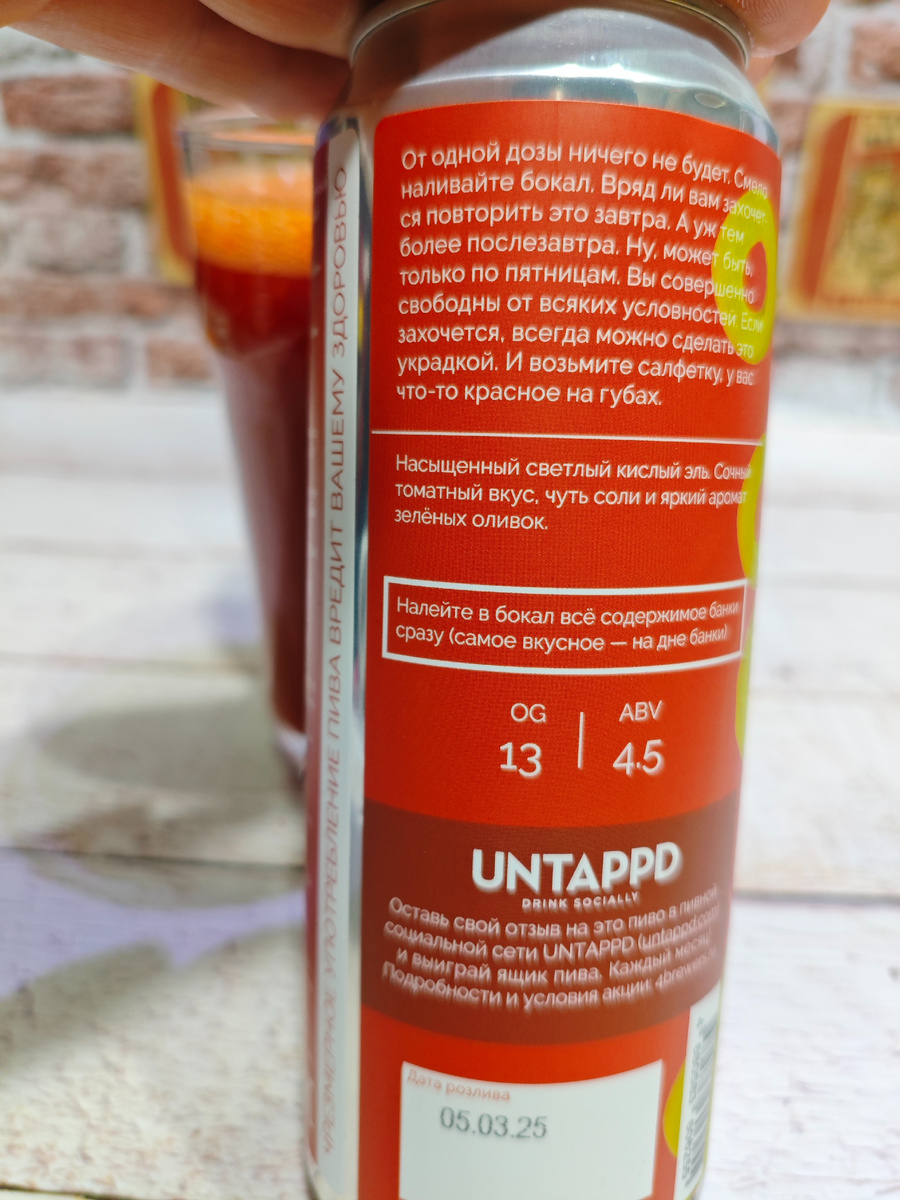 От одной дозы ничего не будет. Смело
наливайте бокал. Вряд ли вам захочет-
ся повторить это завтра. А уж тем
более послезавтра. Ну, может быть,
только по пятницам. Вы совершенно
свободны от всяких условностей. Если
захочется, всегда можно сделать это
украдкой. И возьмите салфетку, у вас
что-то красное на губах.
Насыщенный светлый кислый эль. Сочный
томатный вкус, чуть соли и яркий аромат
зелёных оливок.
Налейте в бокал всё содержимое банки
сразу (самое вкусное — на дне банки)
OG
ABV
13
4.5
UNTAPPD
DRINK SOCIALLY
Оставь свой отзыв на это пиво в пивной
социальной сети UNTAPPD (untappd.com)
и выиграй ящик пива. Каждый месяц!
Подробности и условия акции: 4brewers.ru
Дата розлива
05.03.25
ЧРЕЗМЕРНОЕ УПОТРЕБЛЕНИЕ ПИВА ВРЕДИТ ВАШЕМУ ЗДОРОВЬЮ